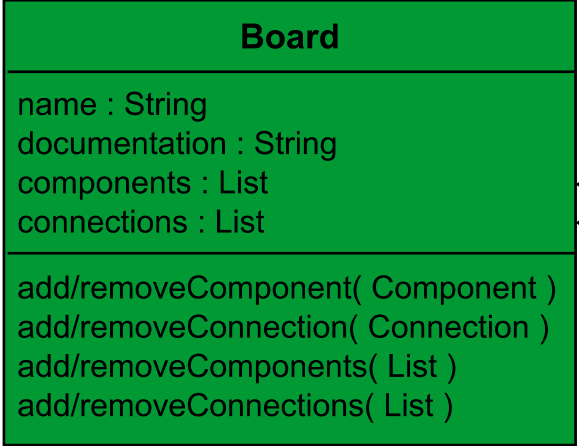 Board
name : String
documentation : String
components : List
connections : List
add/removeComponent( Component )
add/removeConnection( Connection )
add/removeComponents( List )
add/removeConnections( List )